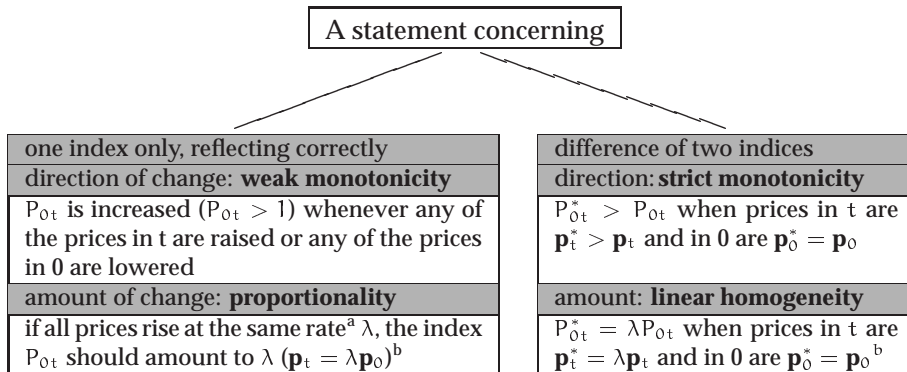 A statement concerning
one index only, reflecting correctly
direction of change: weak monotonicity
P₀ₜ is increased (P₀ₜ > 1) whenever any of
the prices in t are raised or any of the prices
in 0 are lowered
amount of change: proportionality
if all prices rise at the same rateᵃ λ, the index
P₀ₜ should amount to λ (pₜ = λp₀)ᵇ
difference of two indices
direction: strict monotonicity
P*₀ₜ > P₀ₜ when prices in t are
p*ₜ > pₜ and in 0 are p*₀ = p₀
amount: linear homogeneity
P*₀ₜ = λP₀ₜ when prices in t are
p*ₜ = λpₜ and in 0 are p*₀ = p₀ᵇ